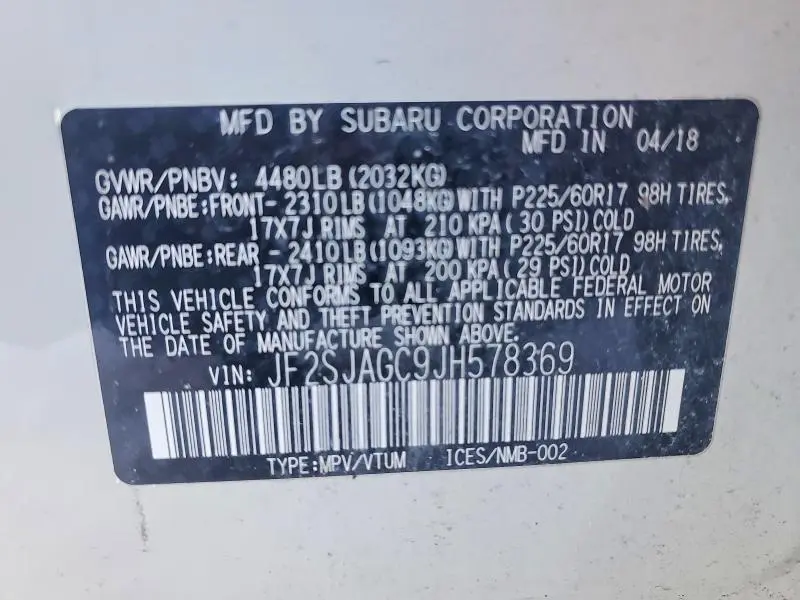 MFD BY SUBARU CORPORATION
MFD IN 04/18
GVWR/PNBV: 4480LB(2032KG)
GAWR/PNBE:FRONT- 2310LB(1048KG)WITH P225/60R17 98H TIRES,
17X7J RIMS AT 210 KPA(30 PSI)COLD
GAWR/PNBE:REAR - 2410LB(1093KG)WITH P225/60R17 98H TIRES,
17X7J RIMS AT 200 KPA(29 PSI)COLD
THIS VEHICLE CONFORMS TO ALL APPLICABLE FEDERAL MOTOR
VEHICLE SAFETY AND THEFT PREVENTION STANDARDS IN EFFECT ON
THE DATE OF MANUFACTURE SHOWN ABOVE.
VIN: JF2SJAGC9JH578369
TYPE:MPV/VTUM ICES/NMB-002